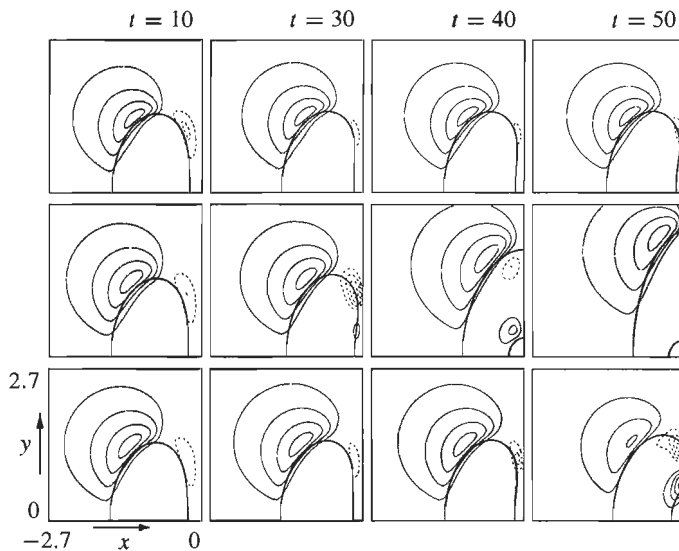 t = 10 t = 30 t = 40 t = 50
2.7
y
0
−2.7 x 0